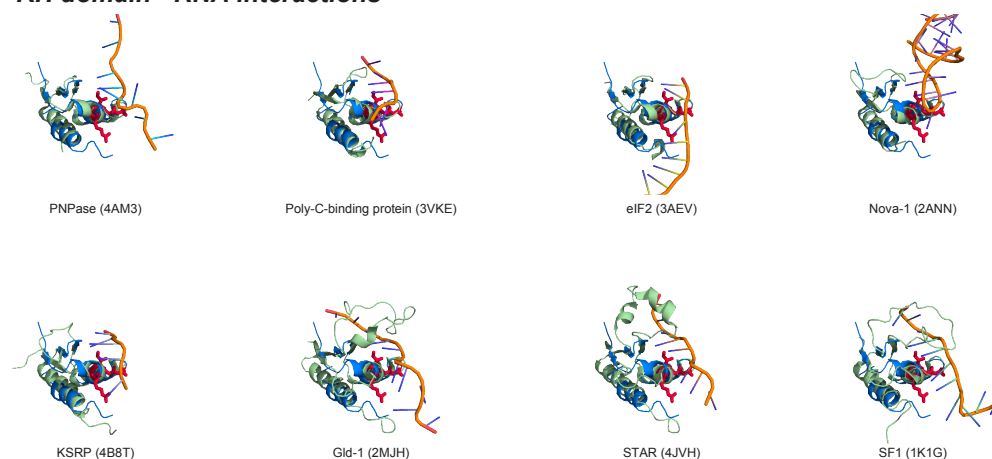 PNPase (4AM3)
Poly-C-binding protein (3VKE)
eIF2 (3AEV)
Nova-1 (2ANN)
KSRP (4B8T)
Gld-1 (2MJH)
STAR (4JVH)
SF1 (1K1G)